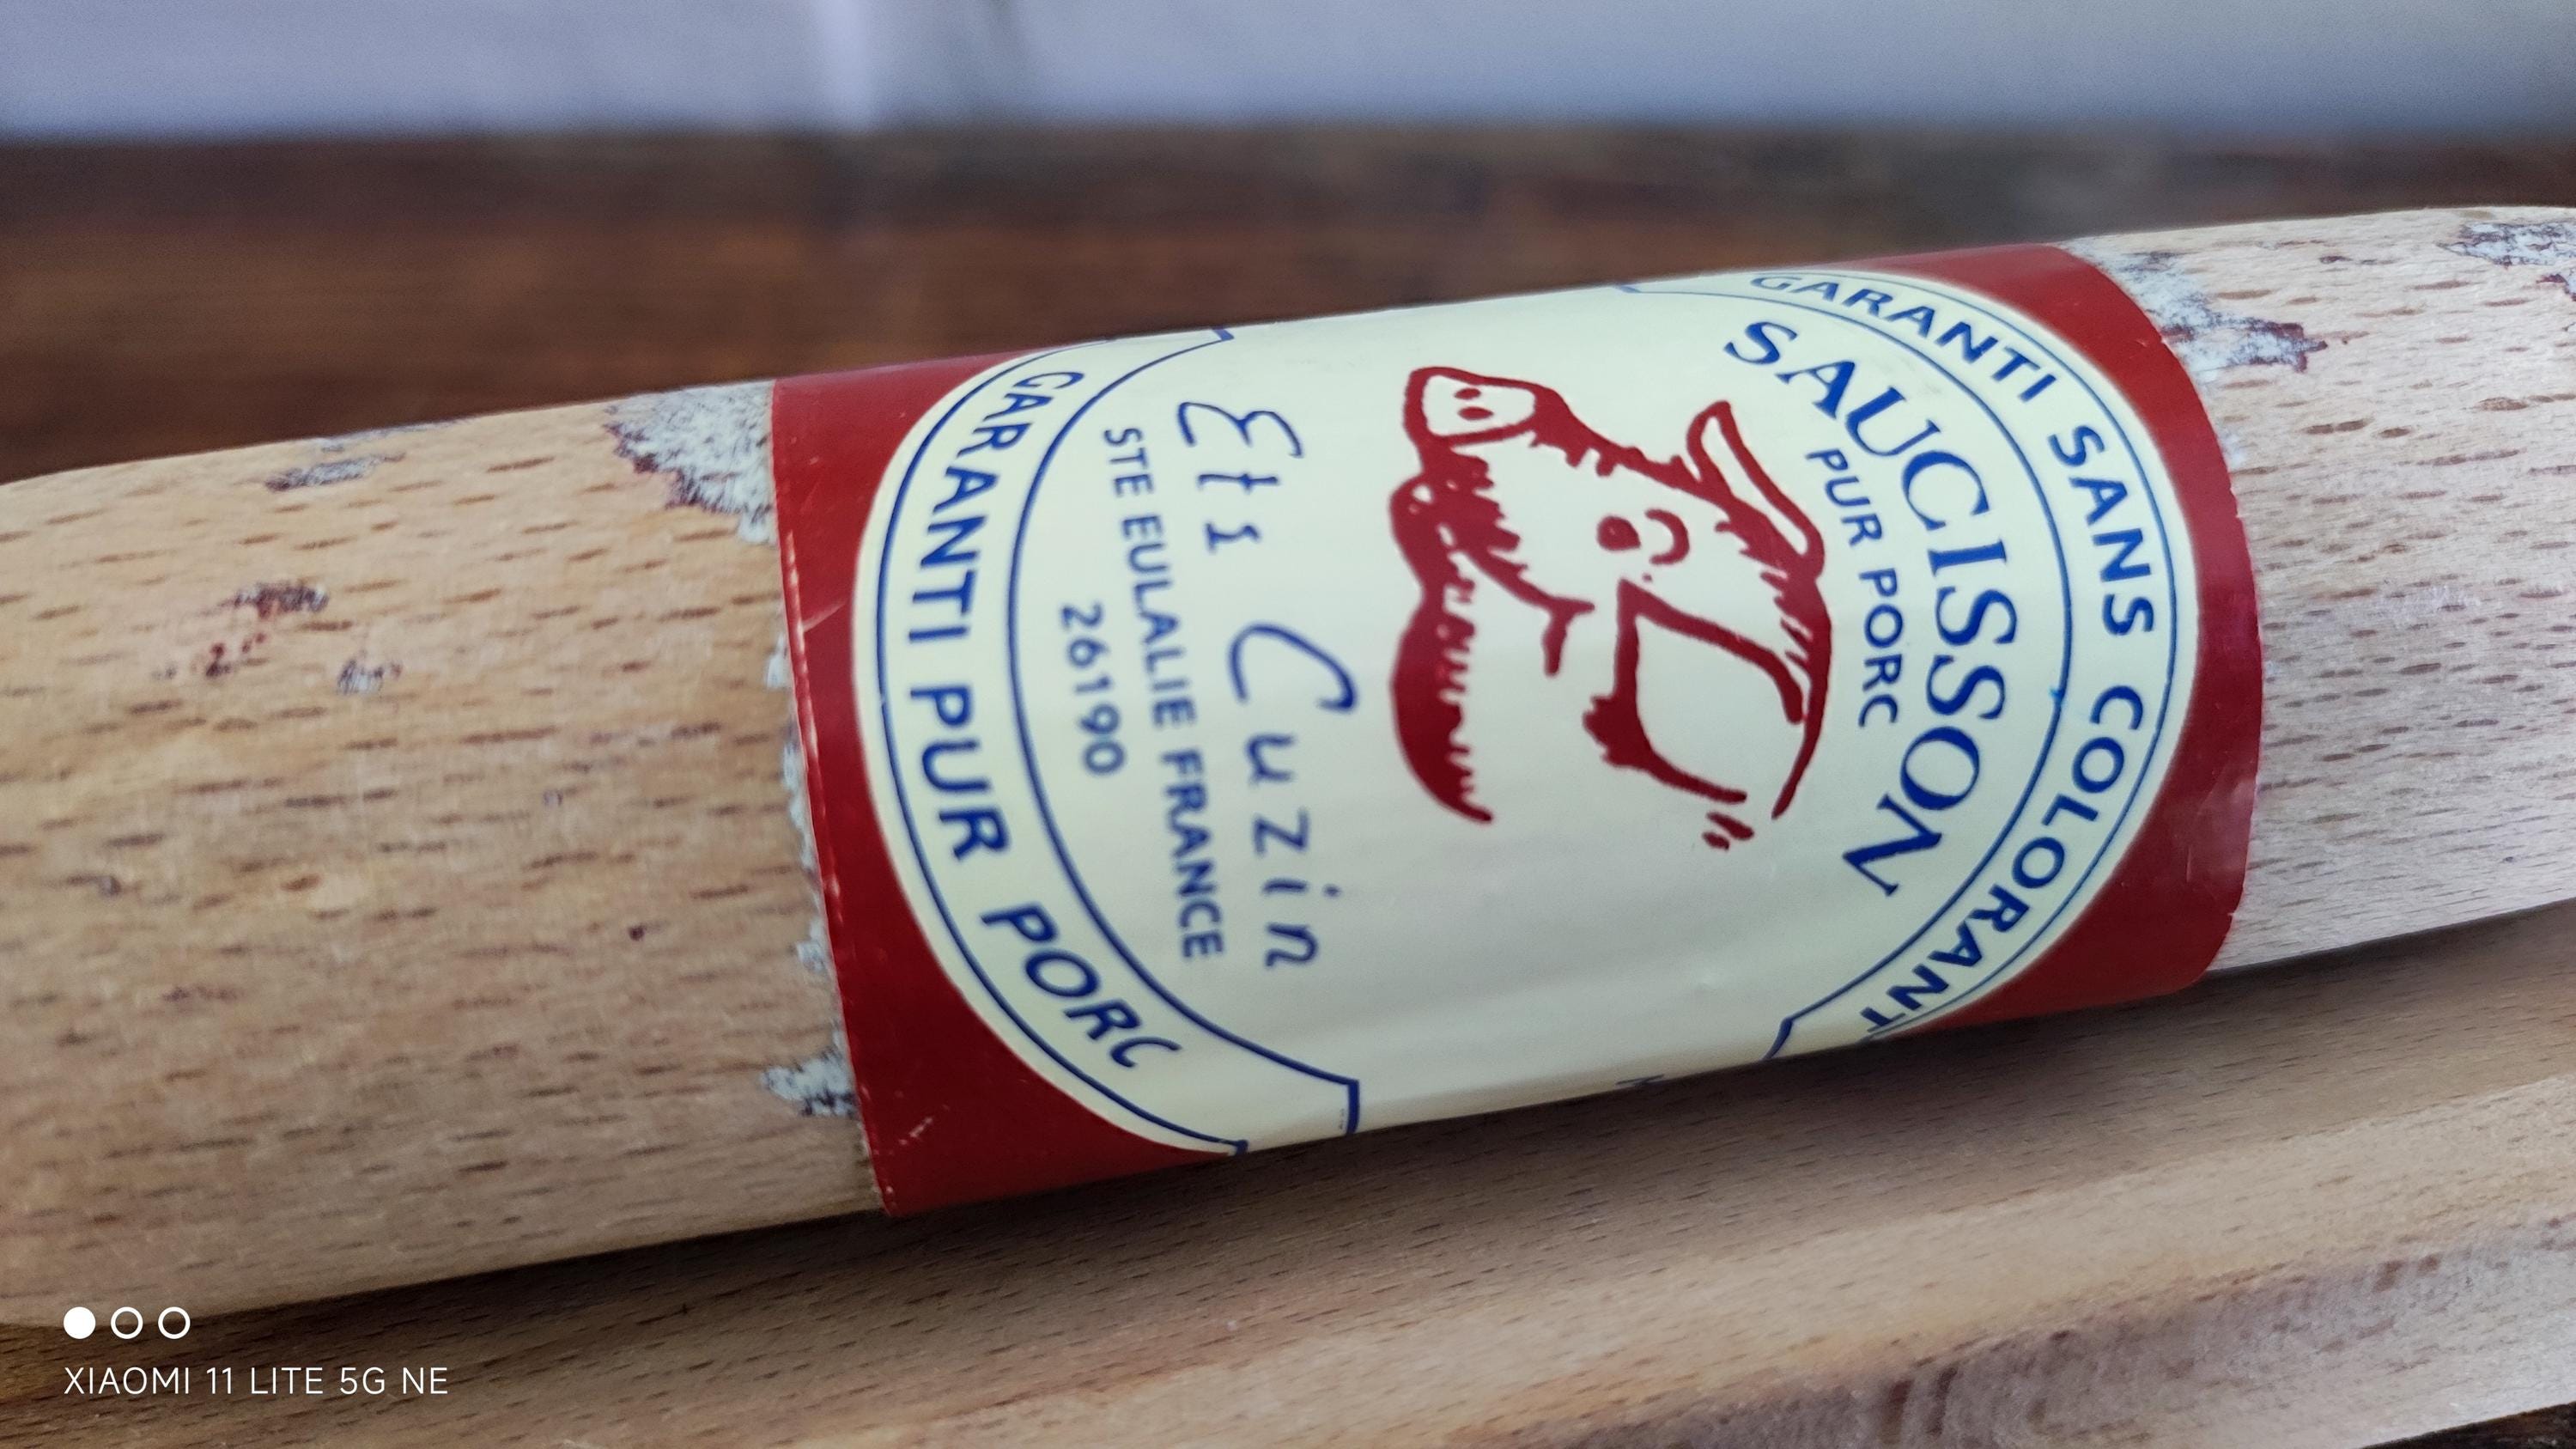 GARANTI SANS COLORANT
SAUCISSON
PUR PORC
Ets Cuzin
STE EULALIE FRANCE
26190
GARANTI PUR PORC
XIAOMI 11 LITE 5G NE